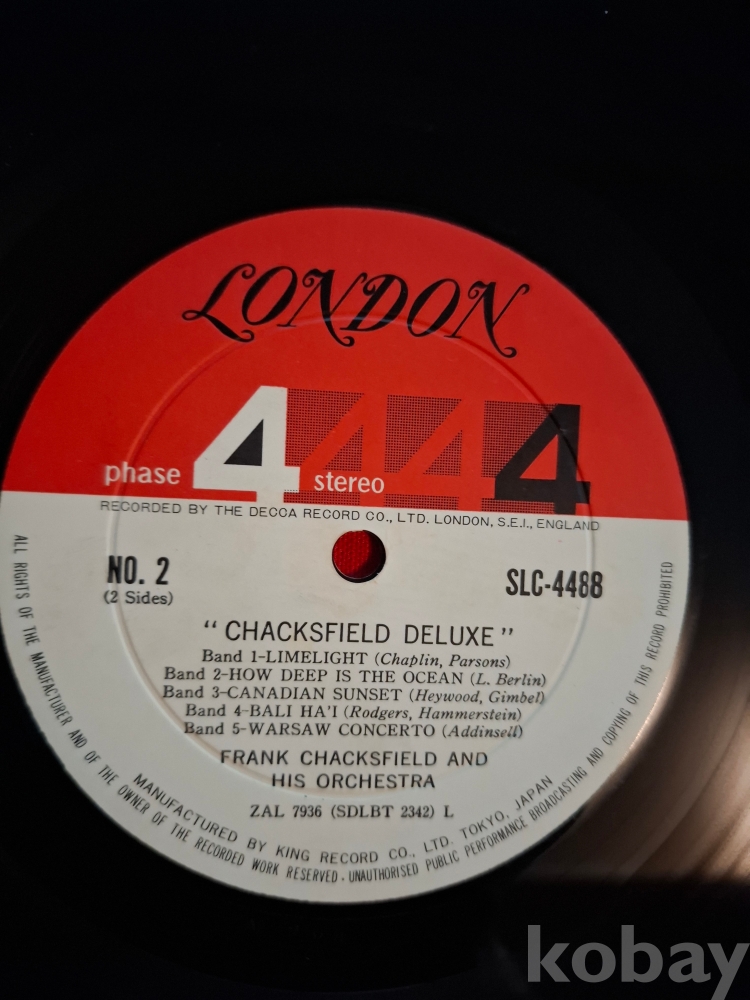 LONDON
phase 4 stereo 4 4 4
RECORDED BY THE DECCA RECORD CO., LTD. LONDON, S.E.I., ENGLAND
NO. 2
(2 Sides)
SLC-4488
"CHACKSFIELD DELUXE"
Band 1-LIMELIGHT (Chaplin, Parsons)
Band 2-HOW DEEP IS THE OCEAN (L. Berlin)
Band 3-CANADIAN SUNSET (Heywood, Gimbel)
Band 4-BALI HA'I (Rodgers, Hammerstein)
Band 5-WARSAW CONCERTO (Addinsell)
FRANK CHACKSFIELD AND
HIS ORCHESTRA
ZAL 7936 (SDLBT 2342) L
MANUFACTURED BY KING RECORD CO., LTD. TOKYO, JAPAN
ALL RIGHTS OF THE MANUFACTURER AND OF THE OWNER OF THE RECORDED WORK RESERVED. UNAUTHORISED PUBLIC PERFORMANCE BROADCASTING AND COPYING OF THIS RECORD PROHIBITED
kobay